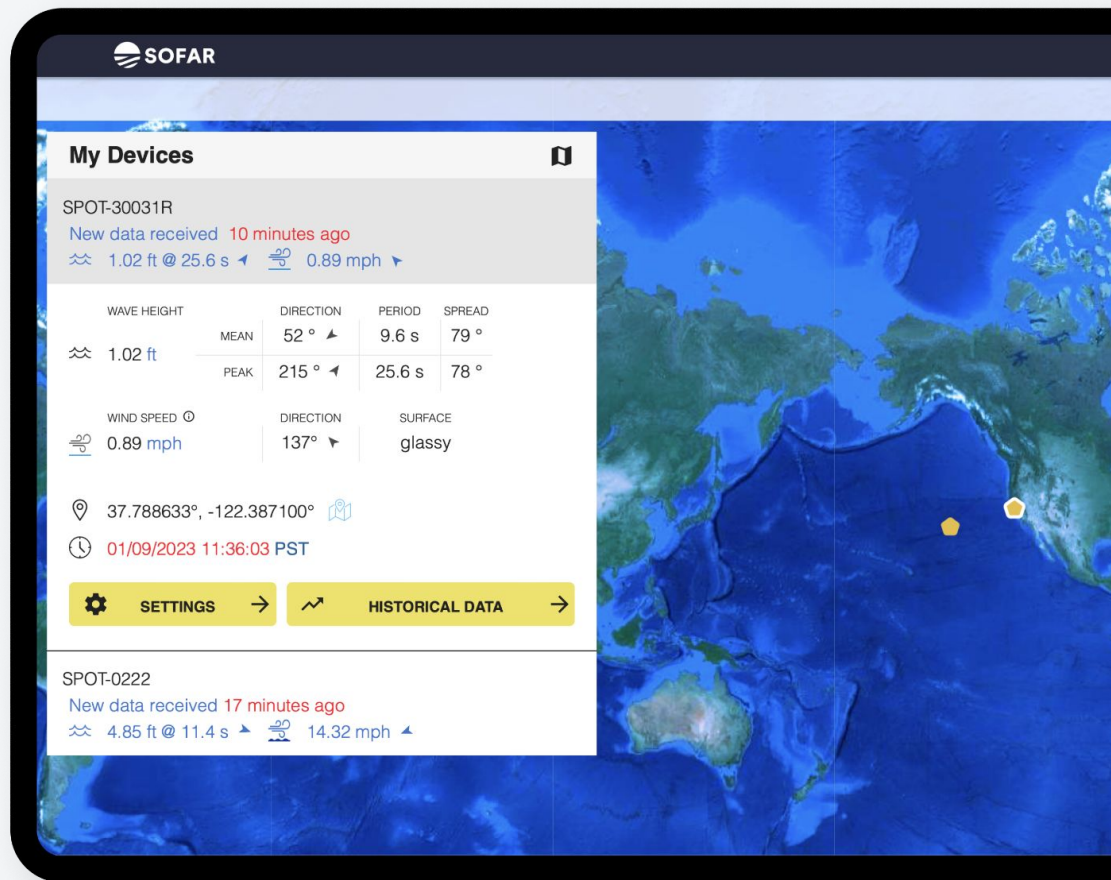 SOFAR
My Devices
SPOT-30031R
New data received 10 minutes ago
1.02 ft @ 25.6 s 0.89 mph
WAVE HEIGHT DIRECTION PERIOD SPREAD
MEAN 52 ° 9.6 s 79 °
1.02 ft
PEAK 215 ° 25.6 s 78 °
WIND SPEED DIRECTION SURFACE
0.89 mph 137° glassy
37.788633°, -122.387100°
01/09/2023 11:36:03 PST
SETTINGS HISTORICAL DATA
SPOT-0222
New data received 17 minutes ago
4.85 ft @ 11.4 s 14.32 mph